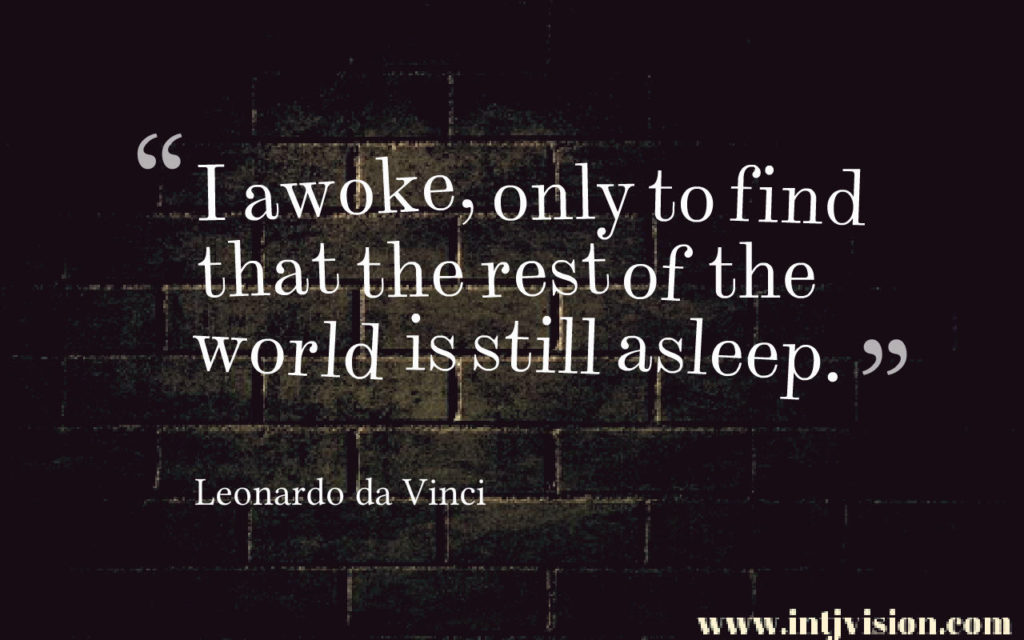 “ I awoke, only to find
that the rest of the
world is still asleep. ”
Leonardo da Vinci
www.intjvision.com